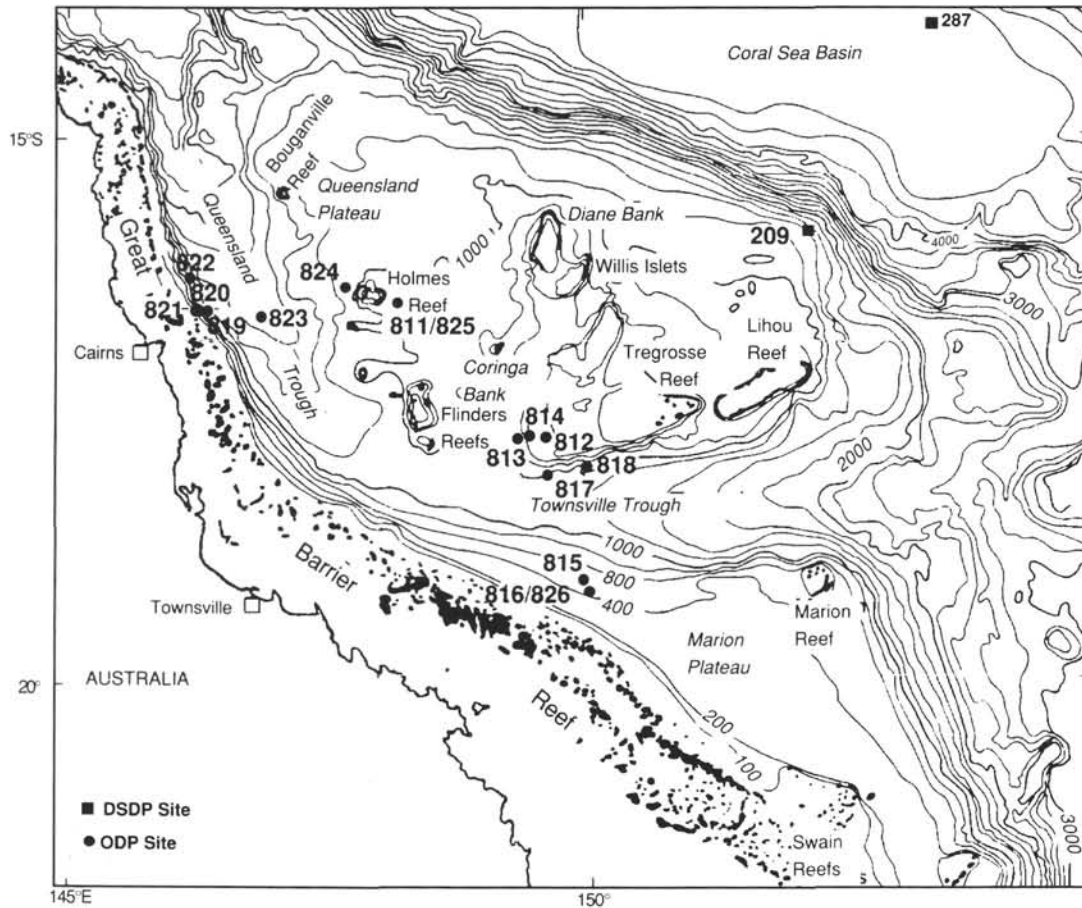 287
Coral Sea Basin
15°S
Bouganville
Reef
Queensland
Plateau
Diane Bank
1000
209
4000
Great
Queensland
Trough
Willis Islets
822
820
821
819
823
824
Holmes
Reef
811/825
3000
Lihou
Reef
Cairns
Coringa
Bank
Tregrosse
Reef
Flinders
Reefs
814
812
813
818
817
2000
Townsville Trough
1000
815
800
816/826
400
Barrier
Townsville
Marion
Reef
Marion
Plateau
AUSTRALIA
20°
Reef
200
100
DSDP Site
ODP Site
Swain
Reefs
s
3000
145°E
150°